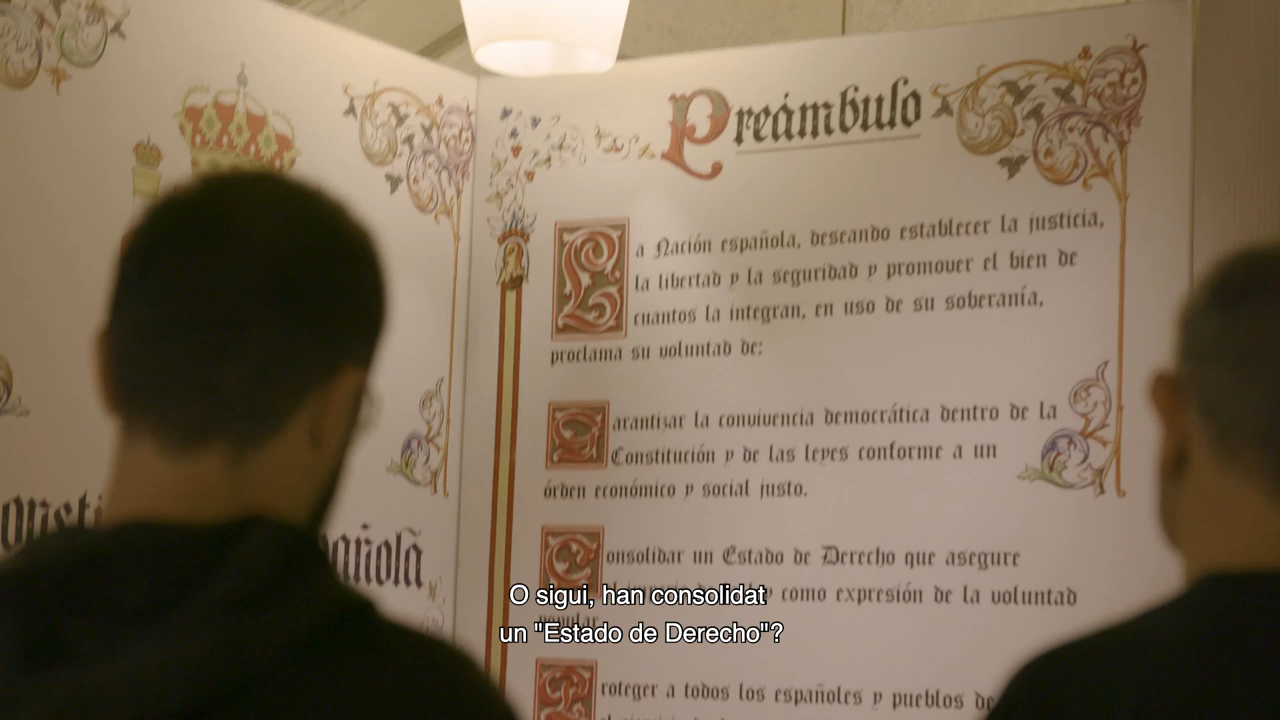 Preámbulo
La Nación española, deseando establecer la justicia,
la libertad y la seguridad y promover el bien de
cuantos la integran, en uso de su soberanía,
proclama su voluntad de:
Garantizar la convivencia democrática dentro de la
Constitución y de las leyes conforme a un
órden económico y social justo.
Consolidar un Estado de Derecho que asegure
y como expresión de la voluntad
popular.
Proteger a todos los españoles y pueblos de
O sigui, han consolidat
un "Estado de Derecho"?